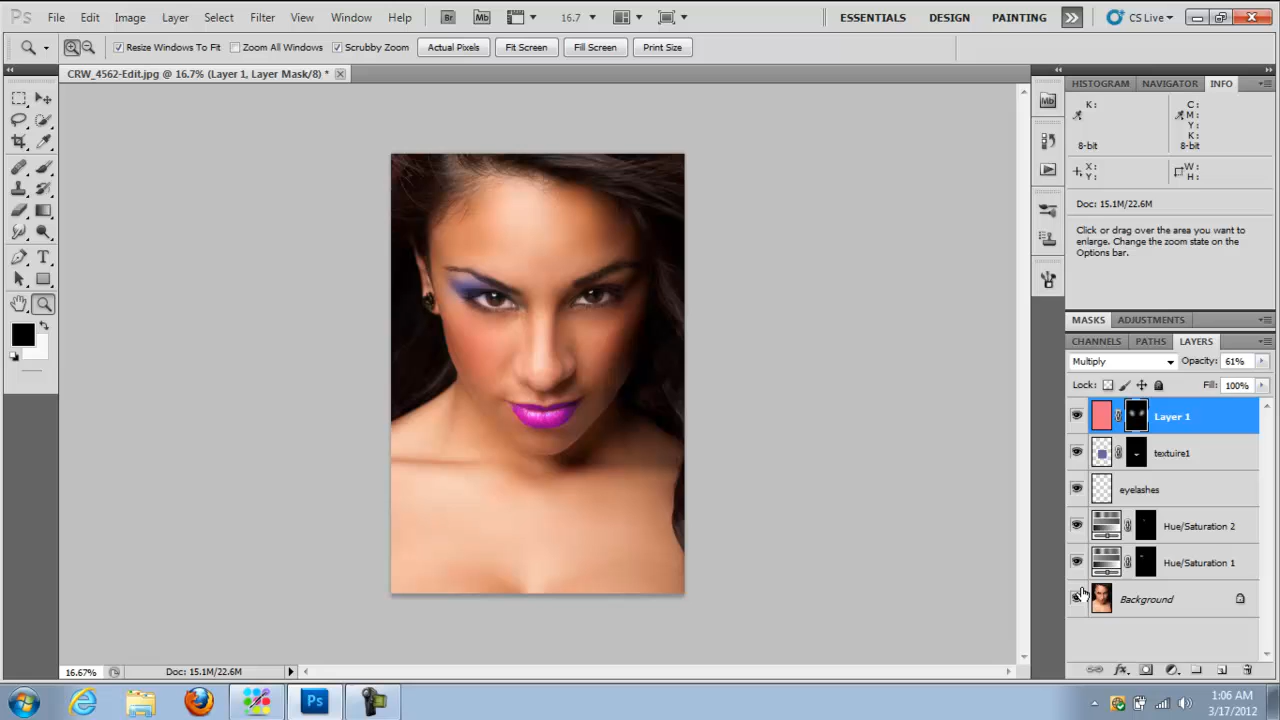 Ps File Edit Image Layer Select Filter View Window Help Br Mb 16.7 ESSENTIALS DESIGN PAINTING CS Live
Resize Windows To Fit Zoom All Windows Scrubby Zoom Actual Pixels Fit Screen Fill Screen Print Size
CRW_4562-Edit.jpg @ 16.7% (Layer 1, Layer Mask/8) *
HISTOGRAM NAVIGATOR INFO
Mb
K: C:
M:
Y:
K:
8-bit 8-bit
X: W:
Y: H:
Doc: 15.1M/22.6M
Click or drag over the area you want to
enlarge. Change the zoom state on the
Options bar.
MASKS ADJUSTMENTS
CHANNELS PATHS LAYERS
Multiply Opacity: 61%
Lock: Fill: 100%
Layer 1
textuire1
eyelashes
Hue/Saturation 2
Hue/Saturation 1
Background
T
fx
16.67% Doc: 15.1M/22.6M
Ps
1:06 AM
3/17/2012